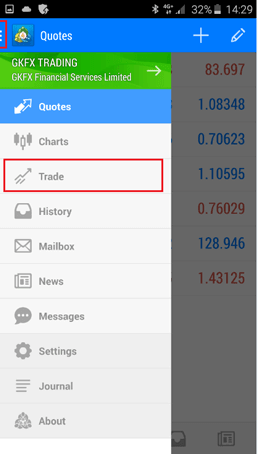 32% 14:29
Quotes
GKFX TRADING
GKFX Financial Services Limited
83.697
Quotes
1.08348
Charts
0.70623
Trade
1.10595
History
0.76029
Mailbox
128.946
News
1.43125
Messages
Settings
Journal
About